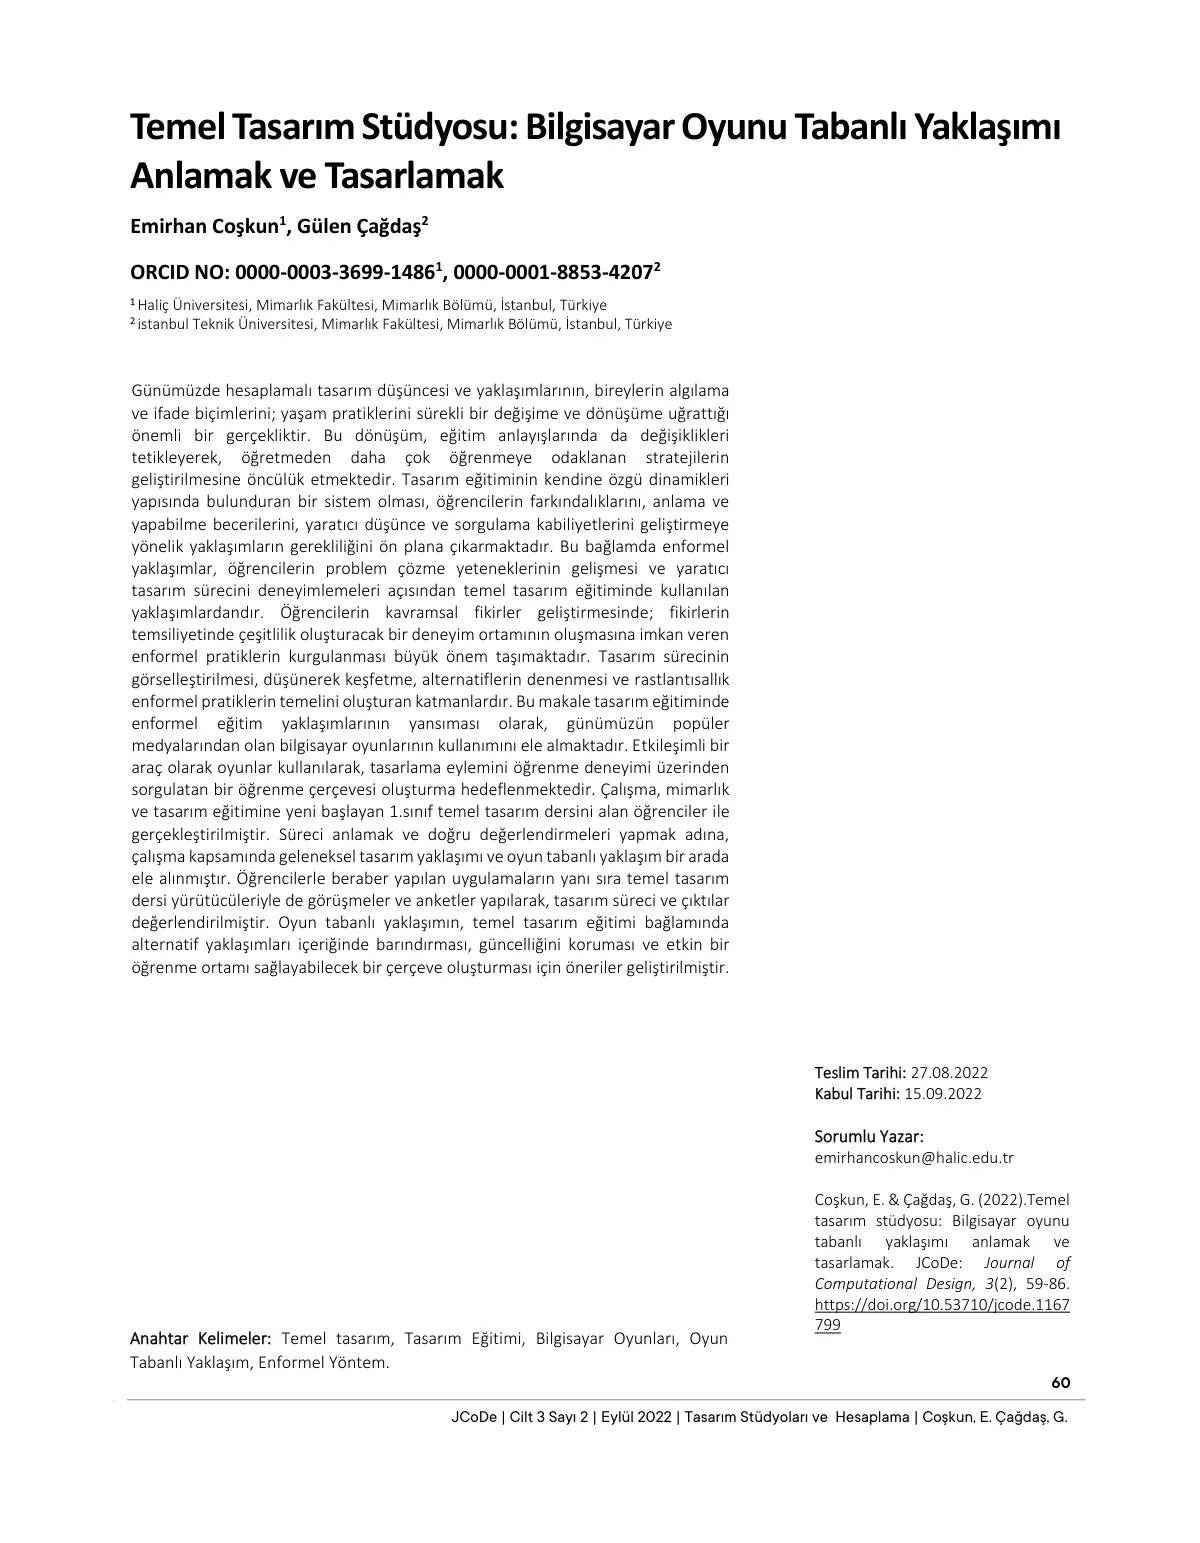 Temel Tasarım Stüdyosu: Bilgisayar Oyunu Tabanlı Yaklaşımı
Anlamak ve Tasarlamak
Emirhan Coşkun1, Gülen Çağdaş2
ORCID NO: 0000-0003-3699-14861, 0000-0001-8853-42072
1 Haliç Üniversitesi, Mimarlık Fakültesi, Mimarlık Bölümü, İstanbul, Türkiye
2 istanbul Teknik Üniversitesi, Mimarlık Fakültesi, Mimarlık Bölümü, İstanbul, Türkiye
Günümüzde hesaplamalı tasarım düşüncesi ve yaklaşımlarının, bireylerin algılama
ve ifade biçimlerini; yaşam pratiklerini sürekli bir değişime ve dönüşüme uğrattığı
önemli bir gerçekliktir. Bu dönüşüm, eğitim anlayışlarında da değişiklikleri
tetikleyerek, öğretmeden daha çok öğrenmeye odaklanan stratejilerin
geliştirilmesine öncülük etmektedir. Tasarım eğitiminin kendine özgü dinamikleri
yapısında bulunduran bir sistem olması, öğrencilerin farkındalıklarını, anlama ve
yapabilme becerilerini, yaratıcı düşünce ve sorgulama kabiliyetlerini geliştirmeye
yönelik yaklaşımların gerekliliğini ön plana çıkarmaktadır. Bu bağlamda enformel
yaklaşımlar, öğrencilerin problem çözme yeteneklerinin gelişmesi ve yaratıcı
tasarım sürecini deneyimlemeleri açısından temel tasarım eğitiminde kullanılan
yaklaşımlardandır. Öğrencilerin kavramsal fikirler geliştirmesinde; fikirlerin
temsiliyetinde çeşitlilik oluşturacak bir deneyim ortamının oluşmasına imkan veren
enformel pratiklerin kurgulanması büyük önem taşımaktadır. Tasarım sürecinin
görselleştirilmesi, düşünerek keşfetme, alternatiflerin denenmesi ve rastlantısallık
enformel pratiklerin temelini oluşturan katmanlardır. Bu makale tasarım eğitiminde
enformel eğitim yaklaşımlarının yansıması olarak, günümüzün popüler
medyalarından olan bilgisayar oyunlarının kullanımını ele almaktadır. Etkileşimli bir
araç olarak oyunlar kullanılarak, tasarlama eylemini öğrenme deneyimi üzerinden
sorgulatan bir öğrenme çerçevesi oluşturma hedeflenmektedir. Çalışma, mimarlık
ve tasarım eğitimine yeni başlayan 1.sınıf temel tasarım dersini alan öğrenciler ile
gerçekleştirilmiştir. Süreci anlamak ve doğru değerlendirmeleri yapmak adına,
çalışma kapsamında geleneksel tasarım yaklaşımı ve oyun tabanlı yaklaşım bir arada
ele alınmıştır. Öğrencilerle beraber yapılan uygulamaların yanı sıra temel tasarım
dersi yürütücüleriyle de görüşmeler ve anketler yapılarak, tasarım süreci ve çıktılar
değerlendirilmiştir. Oyun tabanlı yaklaşımın, temel tasarım eğitimi bağlamında
alternatif yaklaşımları içeriğinde barındırması, güncelliğini koruması ve etkin bir
öğrenme ortamı sağlayabilecek bir çerçeve oluşturması için öneriler geliştirilmiştir.
Teslim Tarihi: 27.08.2022
Kabul Tarihi: 15.09.2022
Sorumlu Yazar:
emirhancoskun@halic.edu.tr
Coşkun, E. & Çağdaş, G. (2022).Temel
tasarım stüdyosu: Bilgisayar oyunu
tabanlı yaklaşımı anlamak ve
tasarlamak. JCoDe: Journal of
Computational Design, 3(2), 59-86.
https://doi.org/10.53710/jcode.1167
799
Anahtar Kelimeler: Temel tasarım, Tasarım Eğitimi, Bilgisayar Oyunları, Oyun
Tabanlı Yaklaşım, Enformel Yöntem.
60
JCoDe | Cilt 3 Sayı 2 | Eylül 2022 | Tasarım Stüdyoları ve Hesaplama | Coşkun, E. Çağdaş, G.